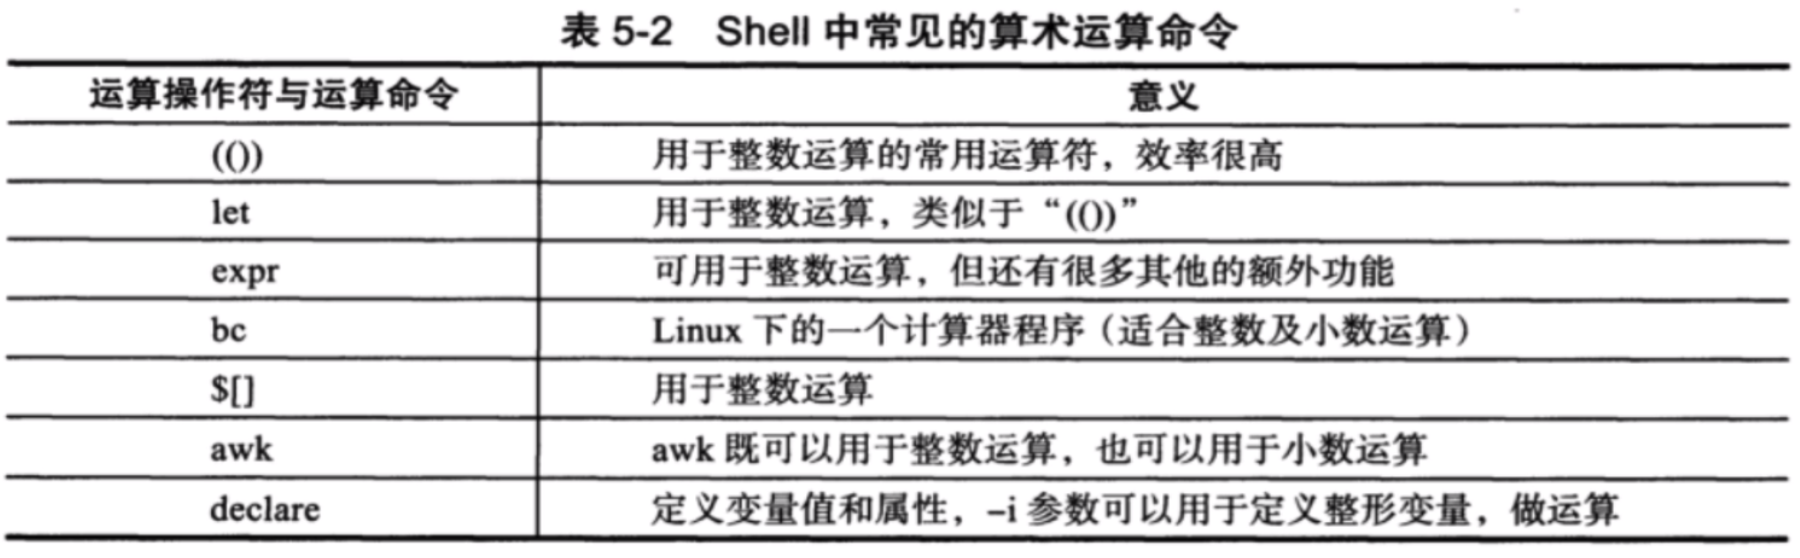 表 5-2 Shell 中常见的算术运算命令
运算操作符与运算命令 意义
(()) 用于整数运算的常用运算符，效率很高
let 用于整数运算，类似于“(())”
expr 可用于整数运算，但还有很多其他的额外功能
bc Linux 下的一个计算器程序（适合整数及小数运算）
$[] 用于整数运算
awk awk 既可以用于整数运算，也可以用于小数运算
declare 定义变量值和属性，–i 参数可以用于定义整形变量，做运算